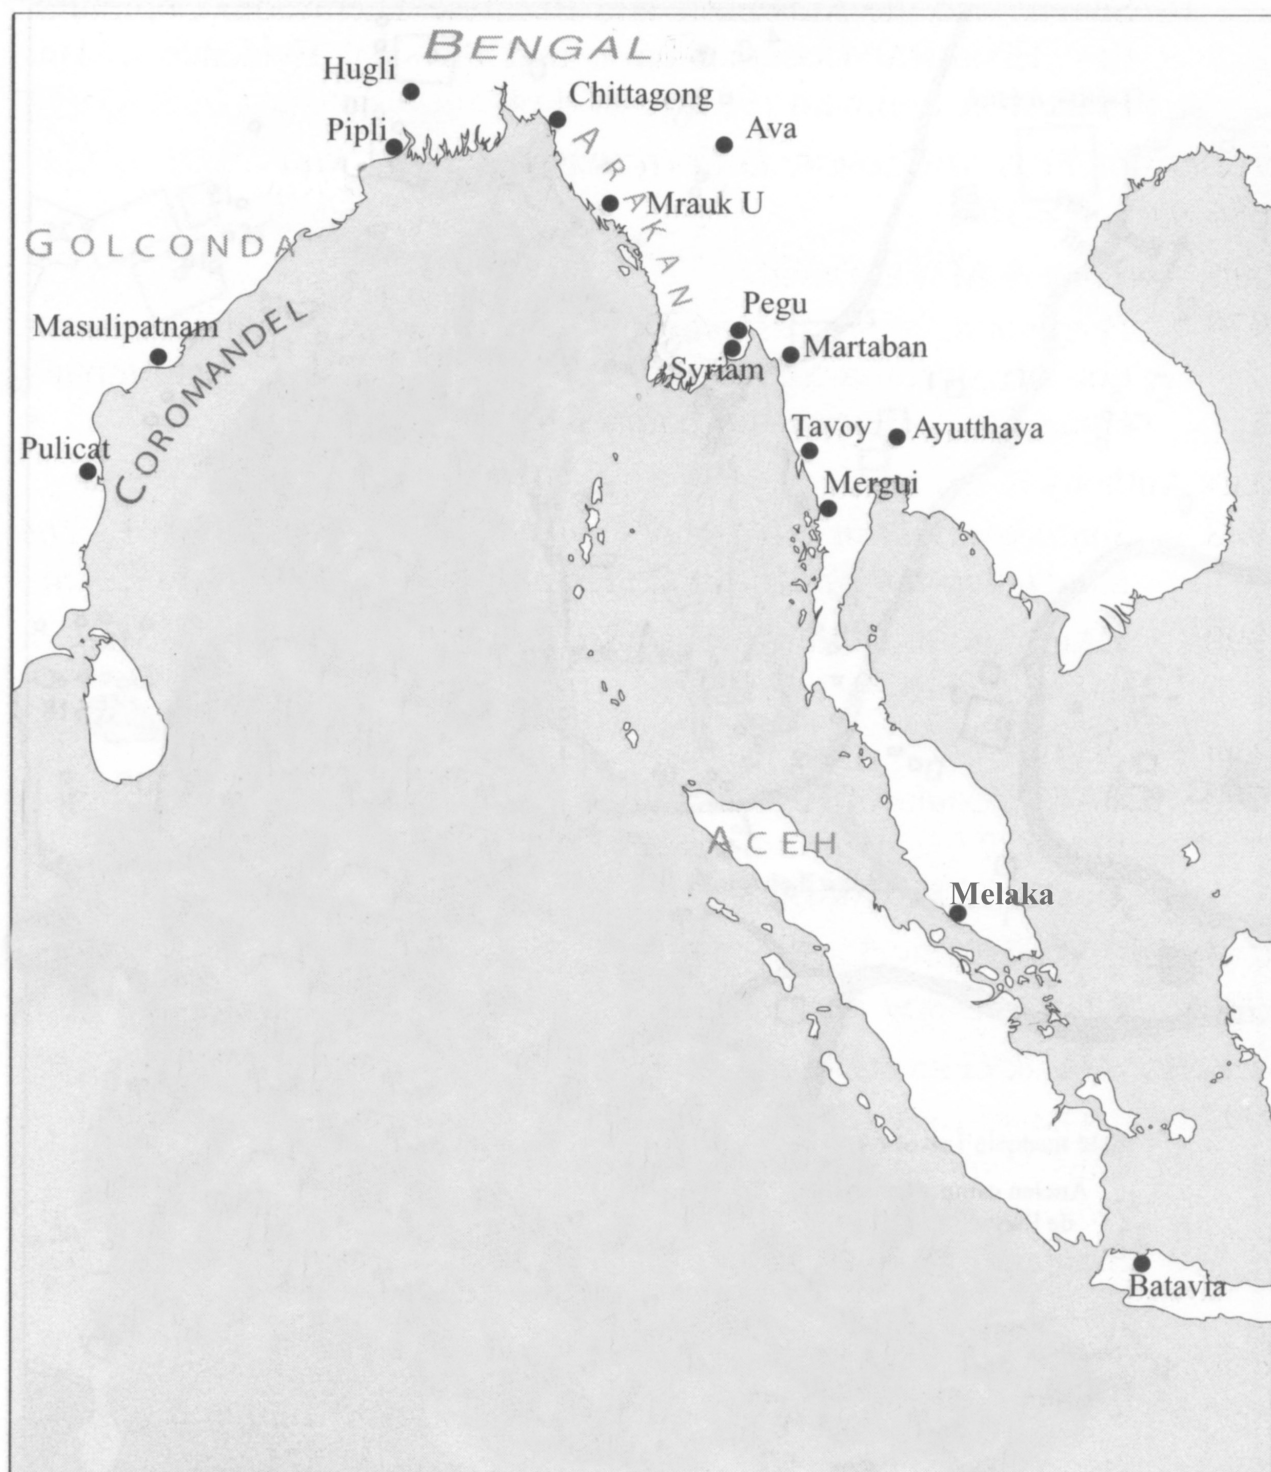 BENGAL
Hugli
Chittagong
Pipli
Ava
ARAKAN
Mrauk U
GOLCONDA
Pegu
Masulipatnam
COROMANDEL
Martaban
Syriam
Tavoy
Ayutthaya
Pulicat
Mergui
ACEH
Melaka
Batavia